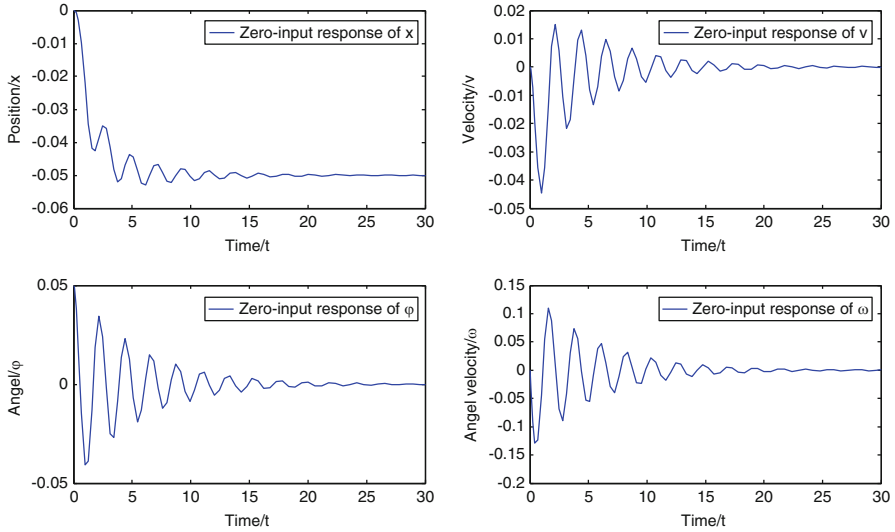 Zero-input response of x
0
-0.01
-0.02
-0.03
-0.04
-0.05
-0.06
Position/x
0 5 10 15 20 25 30
Time/t
Zero-input response of v
0.02
0.01
0
-0.01
-0.02
-0.03
-0.04
-0.05
Velocity/v
0 5 10 15 20 25 30
Time/t
Zero-input response of φ
0.05
0
-0.05
Angel/φ
0 5 10 15 20 25 30
Time/t
Zero-input response of ω
0.15
0.1
0.05
0
-0.05
-0.1
-0.15
-0.2
Angel velocity/ω
0 5 10 15 20 25 30
Time/t